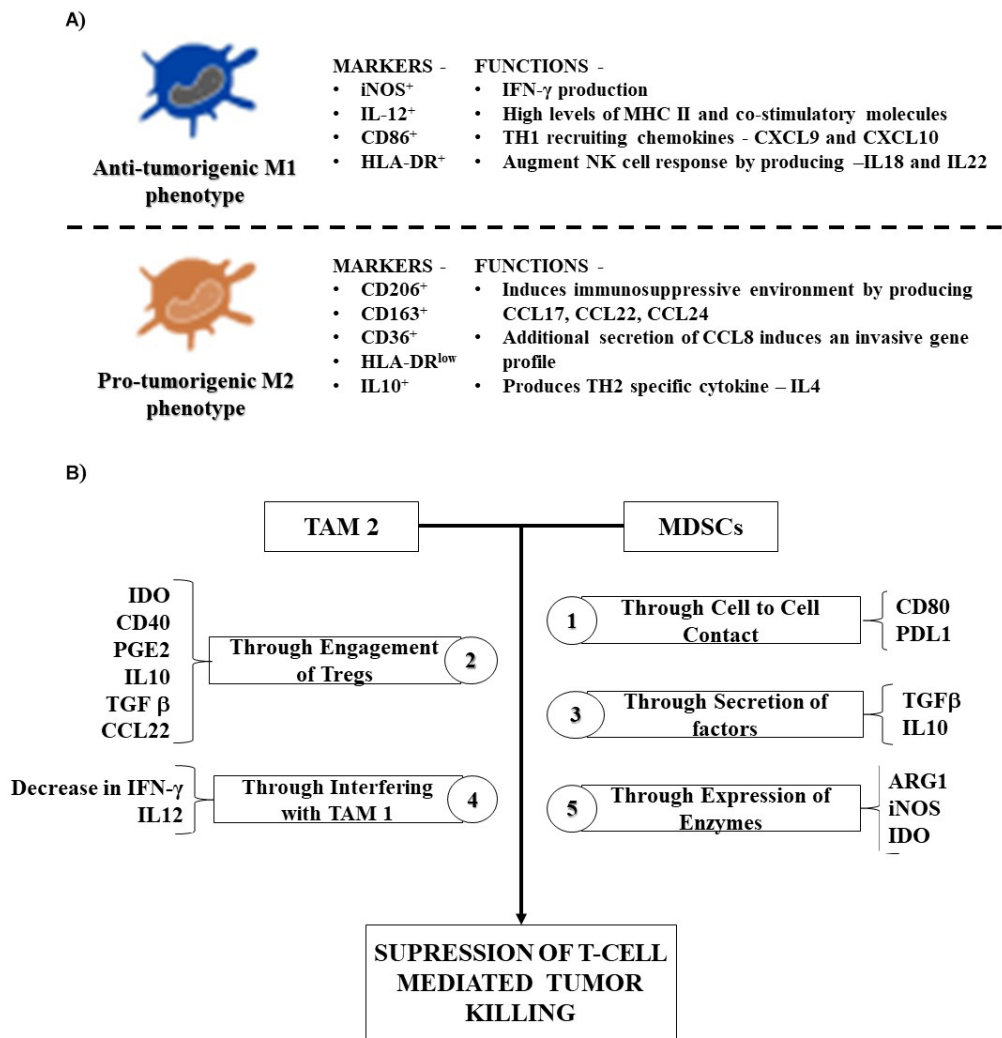 A)
Anti-tumorigenic M1
phenotype
MARKERS -
• iNOS⁺
• IL-12⁺
• CD86⁺
• HLA-DR⁺
FUNCTIONS -
• IFN-γ production
• High levels of MHC II and co-stimulatory molecules
• TH1 recruiting chemokines - CXCL9 and CXCL10
• Augment NK cell response by producing –IL18 and IL22
Pro-tumorigenic M2
phenotype
MARKERS -
• CD206⁺
• CD163⁺
• CD36⁺
• HLA-DRˡᵒʷ
• IL10⁺
FUNCTIONS -
• Induces immunosuppressive environment by producing
CCL17, CCL22, CCL24
• Additional secretion of CCL8 induces an invasive gene
profile
• Produces TH2 specific cytokine – IL4
B)
TAM 2
MDSCs
1
Through Cell to Cell
Contact
CD80
PDL1
IDO
CD40
PGE2
IL10
TGF β
CCL22
Through Engagement
of Tregs
2
3
Through Secretion of
factors
TGFβ
IL10
Decrease in IFN-γ
IL12
Through Interfering
with TAM 1
4
5
Through Expression of
Enzymes
ARG1
iNOS
IDO
SUPRESSION OF T-CELL
MEDIATED TUMOR
KILLING